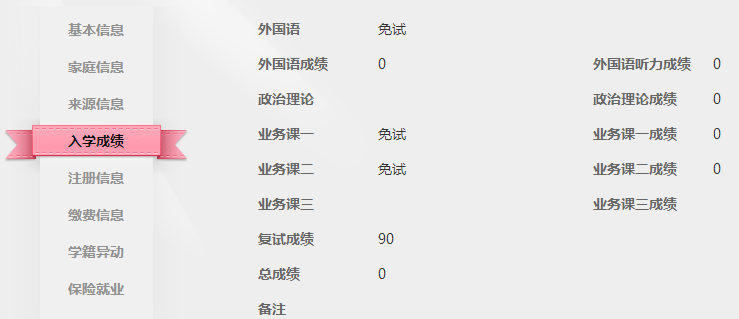 基本信息
家庭信息
来源信息
入学成绩
注册信息
缴费信息
学籍异动
保险就业
外国语 免试
外国语成绩 0 外国语听力成绩 0
政治理论 政治理论成绩 0
业务课一 免试 业务课一成绩 0
业务课二 免试 业务课二成绩 0
业务课三 业务课三成绩
复试成绩 90
总成绩 0
备注